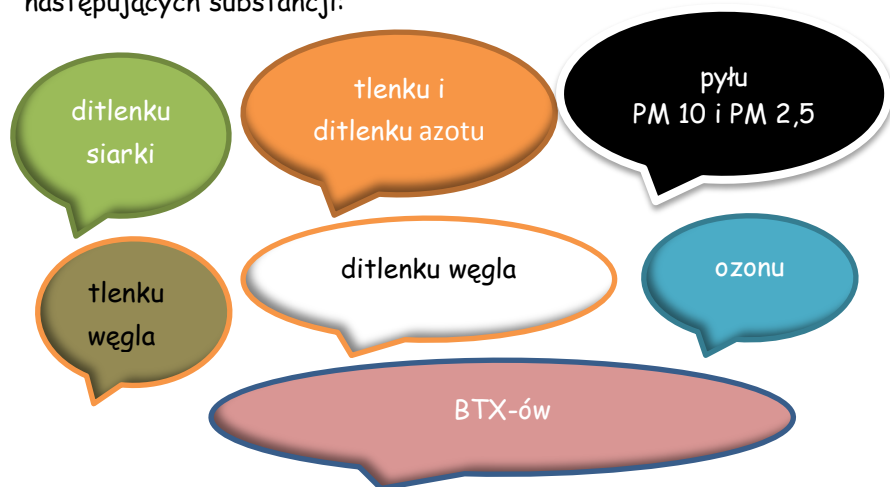 następujących substancji:
ditlenku
siarki
tlenku i
ditlenku azotu
pyłu
PM 10 i PM 2,5
tlenku
węgla
ditlenku węgla
ozonu
BTX-ów